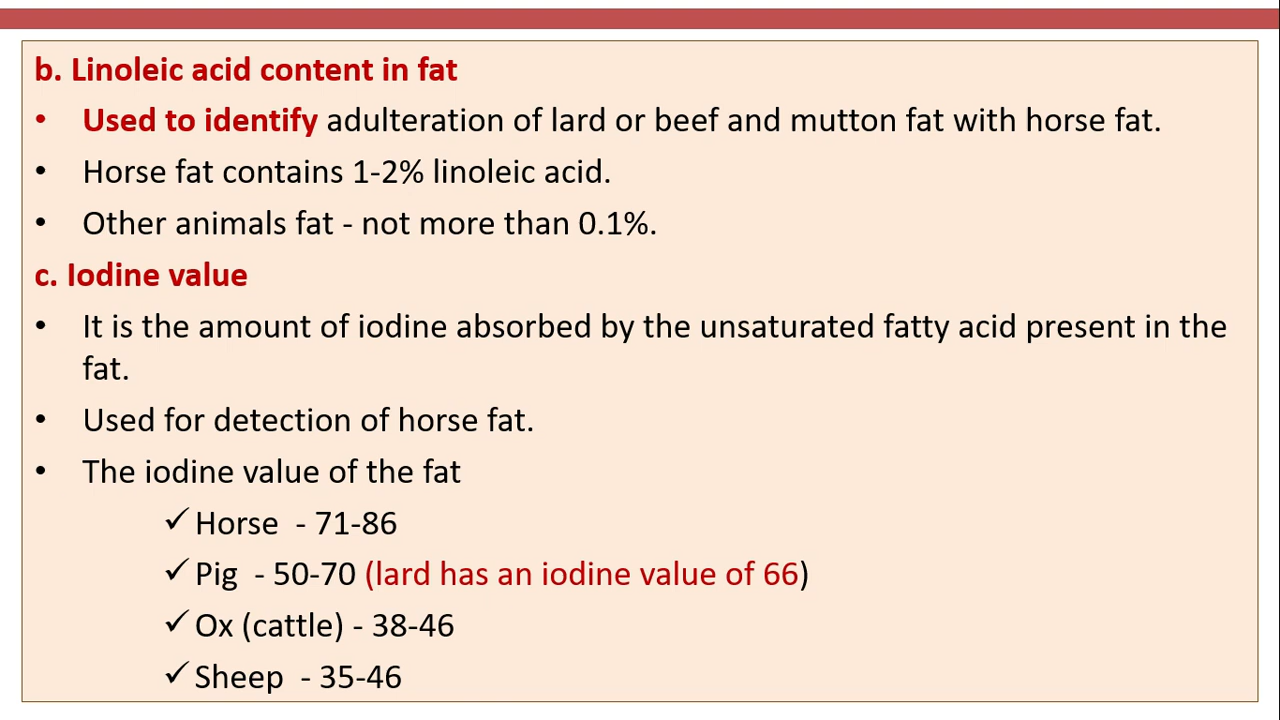 b. Linoleic acid content in fat
• Used to identify adulteration of lard or beef and mutton fat with horse fat.
• Horse fat contains 1-2% linoleic acid.
• Other animals fat - not more than 0.1%.
c. Iodine value
• It is the amount of iodine absorbed by the unsaturated fatty acid present in the
fat.
• Used for detection of horse fat.
• The iodine value of the fat
✓ Horse - 71-86
✓ Pig - 50-70 (lard has an iodine value of 66)
✓ Ox (cattle) - 38-46
✓ Sheep - 35-46